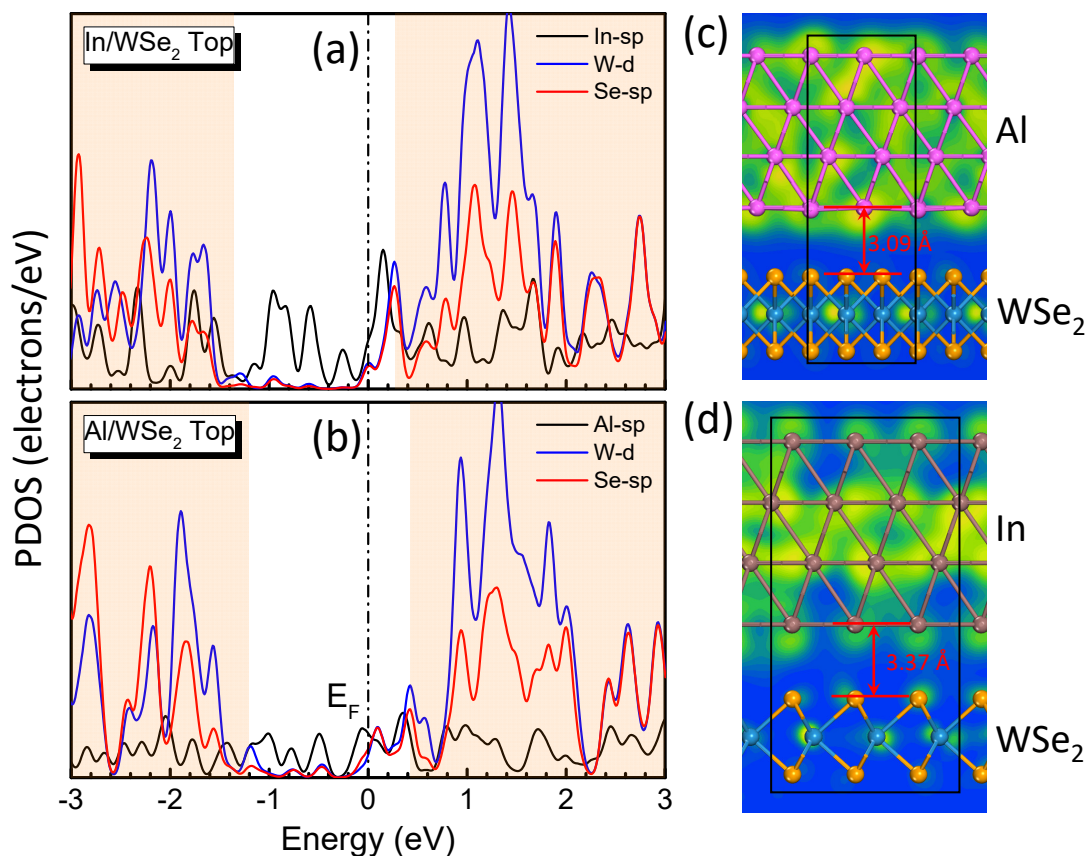 In/WSe₂ Top
(a)
In-sp
W-d
Se-sp
Al/WSe₂ Top
(b)
Al-sp
W-d
Se-sp
E_F
PDOS (electrons/eV)
-3 -2 -1 0 1 2 3
Energy (eV)
(c)
Al
3.09 Å
WSe₂
(d)
In
3.37 Å
WSe₂